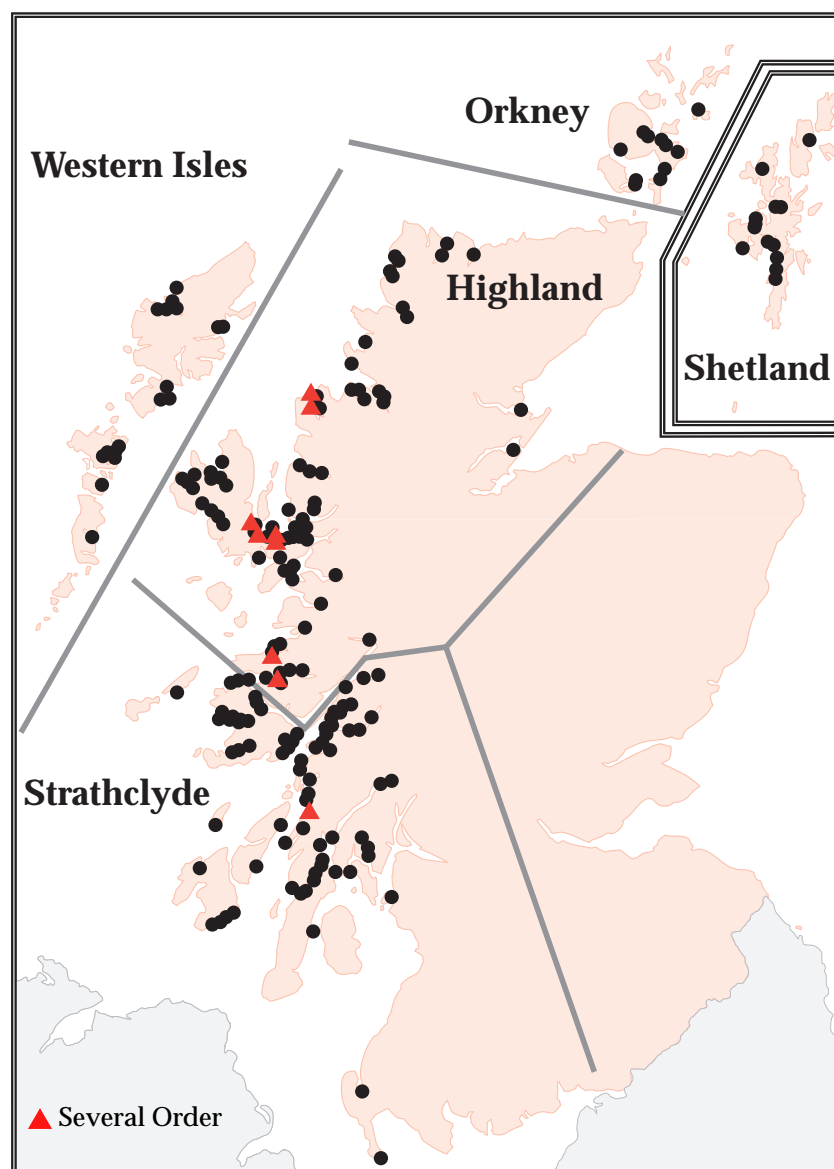 Orkney
Western Isles
Highland
Shetland
Strathclyde
Several Order